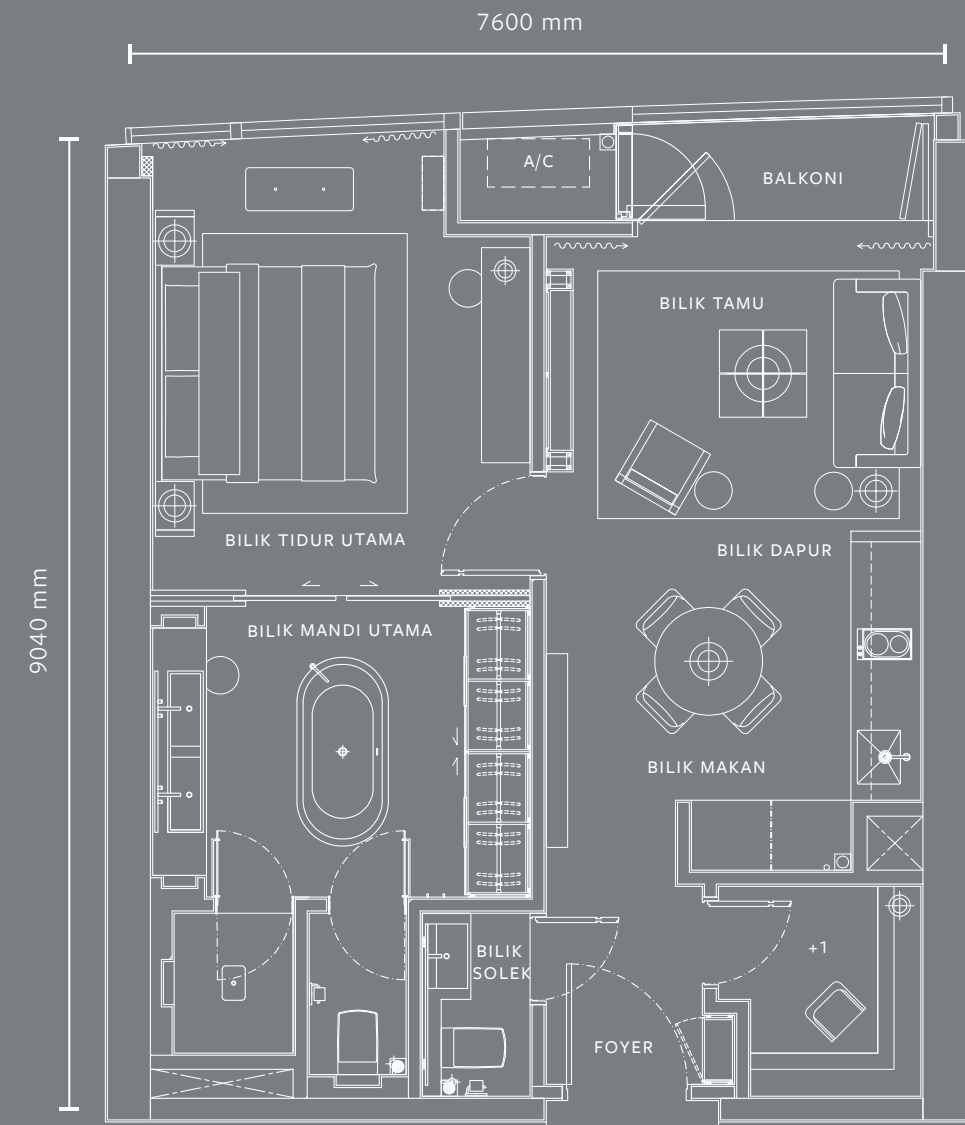 7600 mm
A/C
BALKONI
BILIK TAMU
BILIK TIDUR UTAMA
BILIK DAPUR
9040 mm
BILIK MANDI UTAMA
BILIK MAKAN
BILIK
SOLEK
+1
FOYER